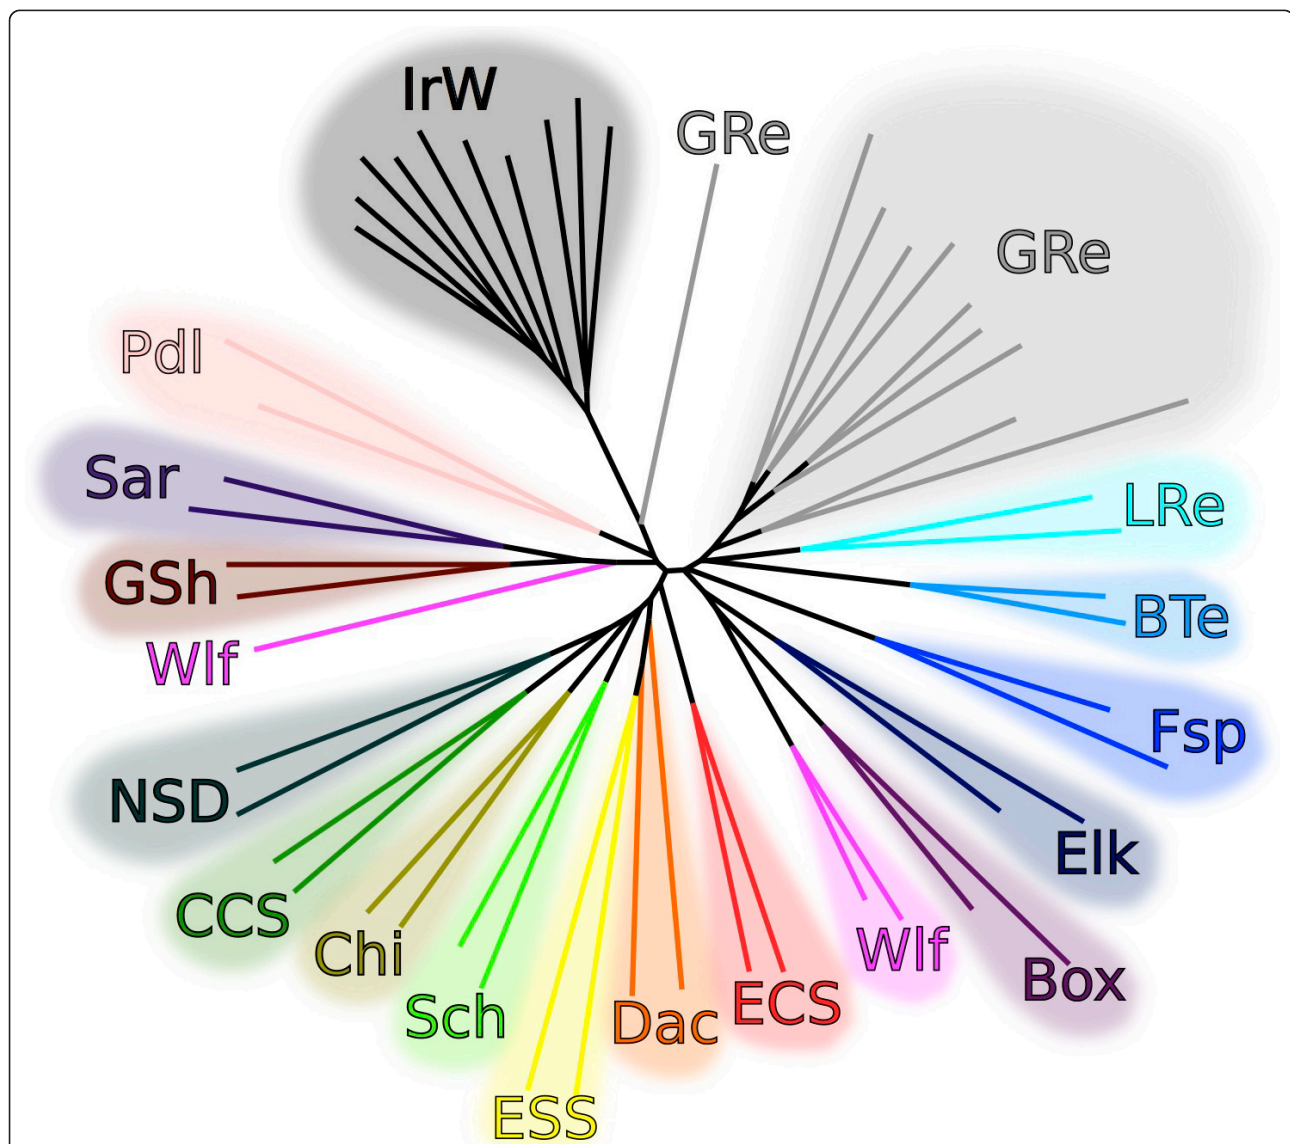 IrW
GRe
GRe
Pdl
Sar
LRe
GSh
BTe
Wlf
Fsp
NSD
Elk
CCS
Chi
Wlf
Box
Sch
Dac
ECS
ESS